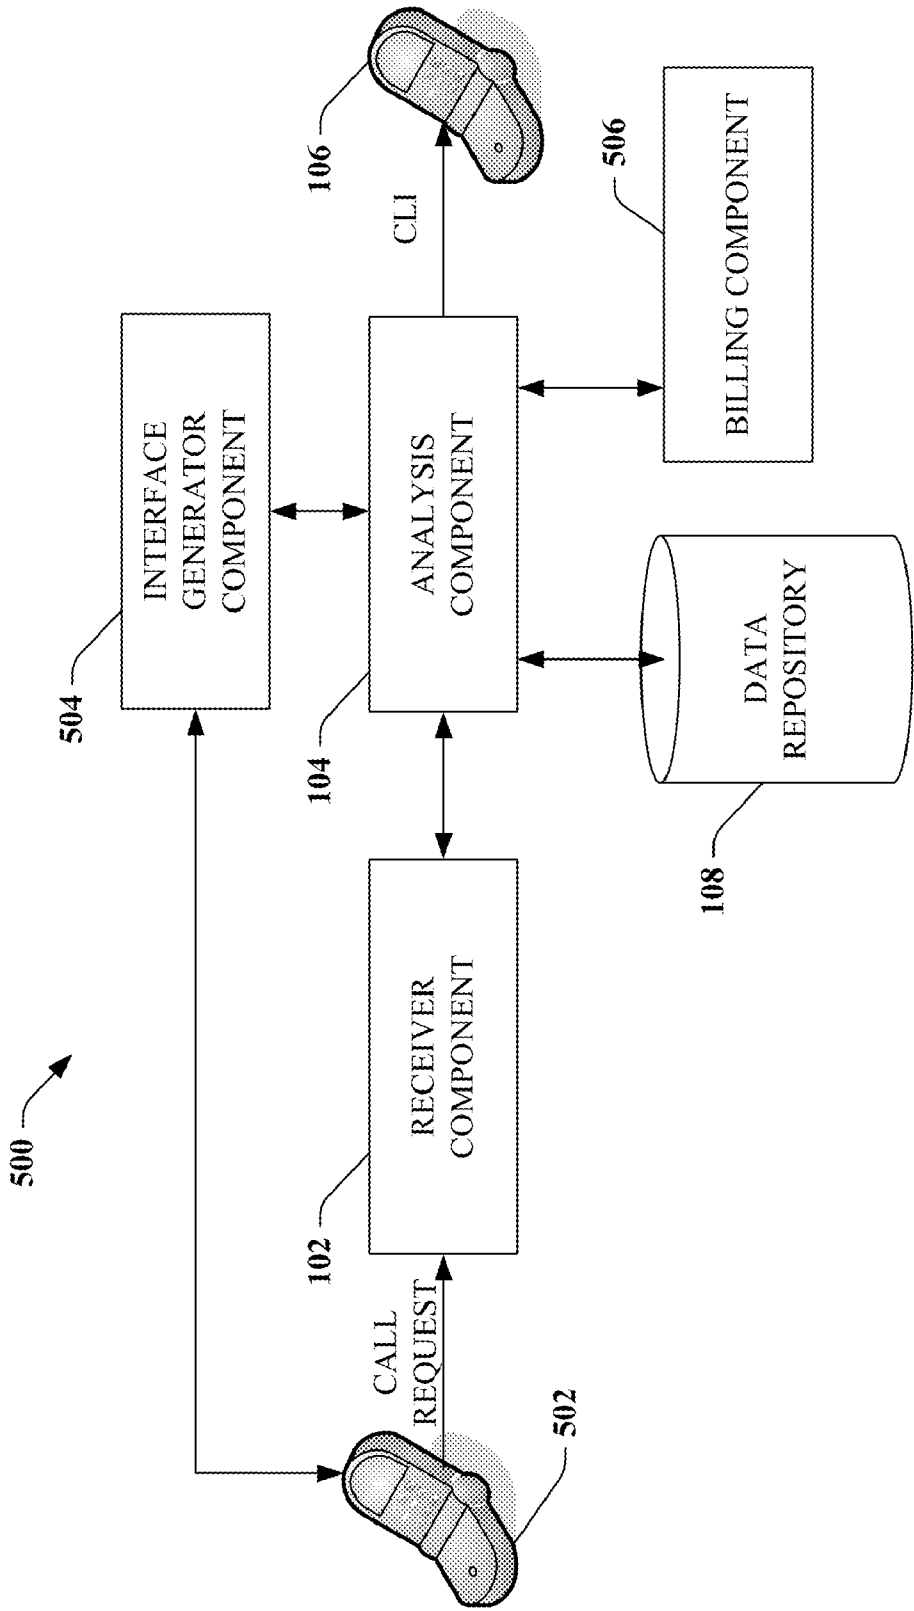 500
504
INTERFACE
GENERATOR
COMPONENT
502
CALL
REQUEST
102
RECEIVER
COMPONENT
104
ANALYSIS
COMPONENT
CLI
106
108
DATA
REPOSITORY
506
BILLING COMPONENT